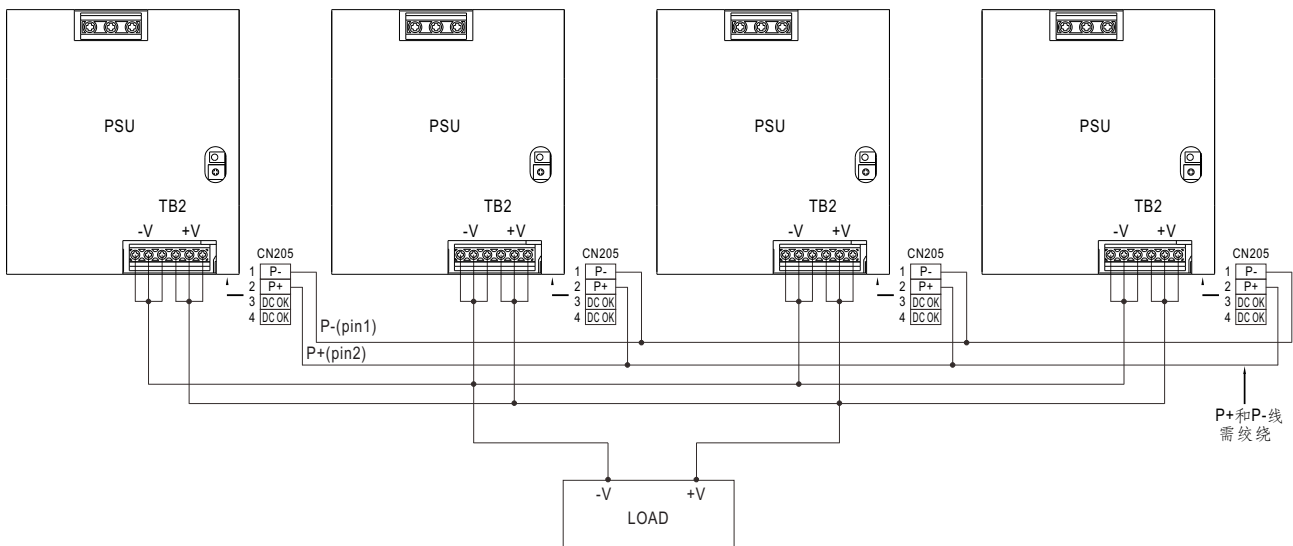 PSU
PSU
PSU
PSU
TB2
TB2
TB2
TB2
-V +V
-V +V
-V +V
-V +V
CN205
1 P-
2 P+
3 DC OK
4 DC OK
CN205
1 P-
2 P+
3 DC OK
4 DC OK
CN205
1 P-
2 P+
3 DC OK
4 DC OK
CN205
1 P-
2 P+
3 DC OK
4 DC OK
P-(pin1)
P+(pin2)
P+和P-线
需绞绕
-V +V
LOAD